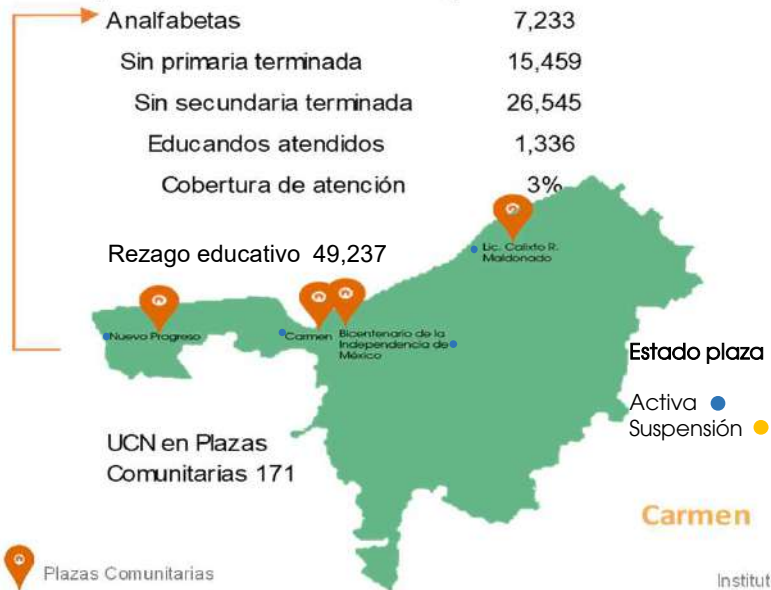 Analfabetas 7,233
Sin primaria terminada 15,459
Sin secundaria terminada 26,545
Educandos atendidos 1,336
Cobertura de atención 3%
Lic. Calixto R.
Maldonado
Rezago educativo 49,237
Nuevo Progreso
Carmen
Bicentenario de la
Independencia de
México
Estado plaza
Activa
Suspensión
UCN en Plazas
Comunitarias 171
Carmen
Plazas Comunitarias
Institut